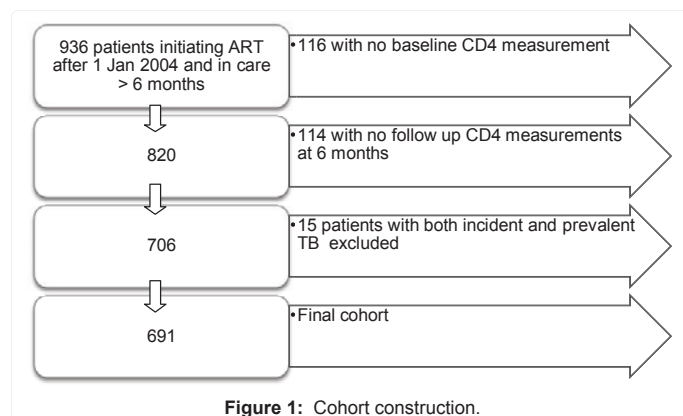 936 patients initiating ART
after 1 Jan 2004 and in care
> 6 months
•116 with no baseline CD4 measurement
820
•114 with no follow up CD4 measurements
at 6 months
706
•15 patients with both incident and prevalent
TB excluded
691
•Final cohort
Figure 1: Cohort construction.